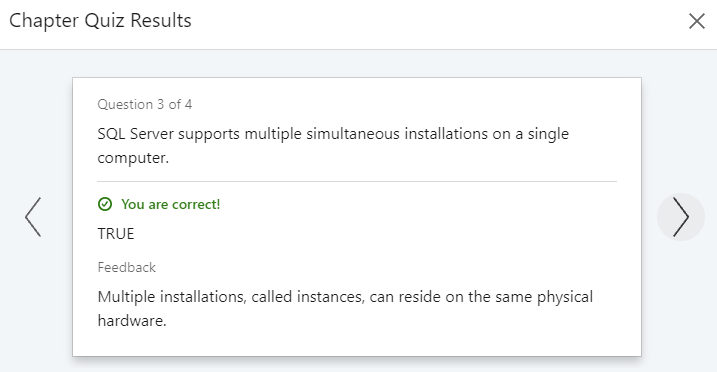 Chapter Quiz Results
Question 3 of 4
SQL Server supports multiple simultaneous installations on a single
computer.
You are correct!
TRUE
Feedback
Multiple installations, called instances, can reside on the same physical
hardware.